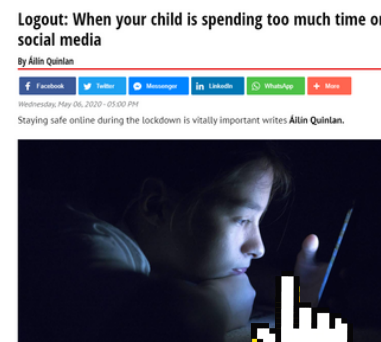 Logout: When your child is spending too much time
social media
By Áilín Quinlan
Facebook Twitter Messenger LinkedIn WhatsApp More
Wednesday, May 06, 2020 - 05:00 PM
Staying safe online during the lockdown is vitally important writes Áilín Quinlan.